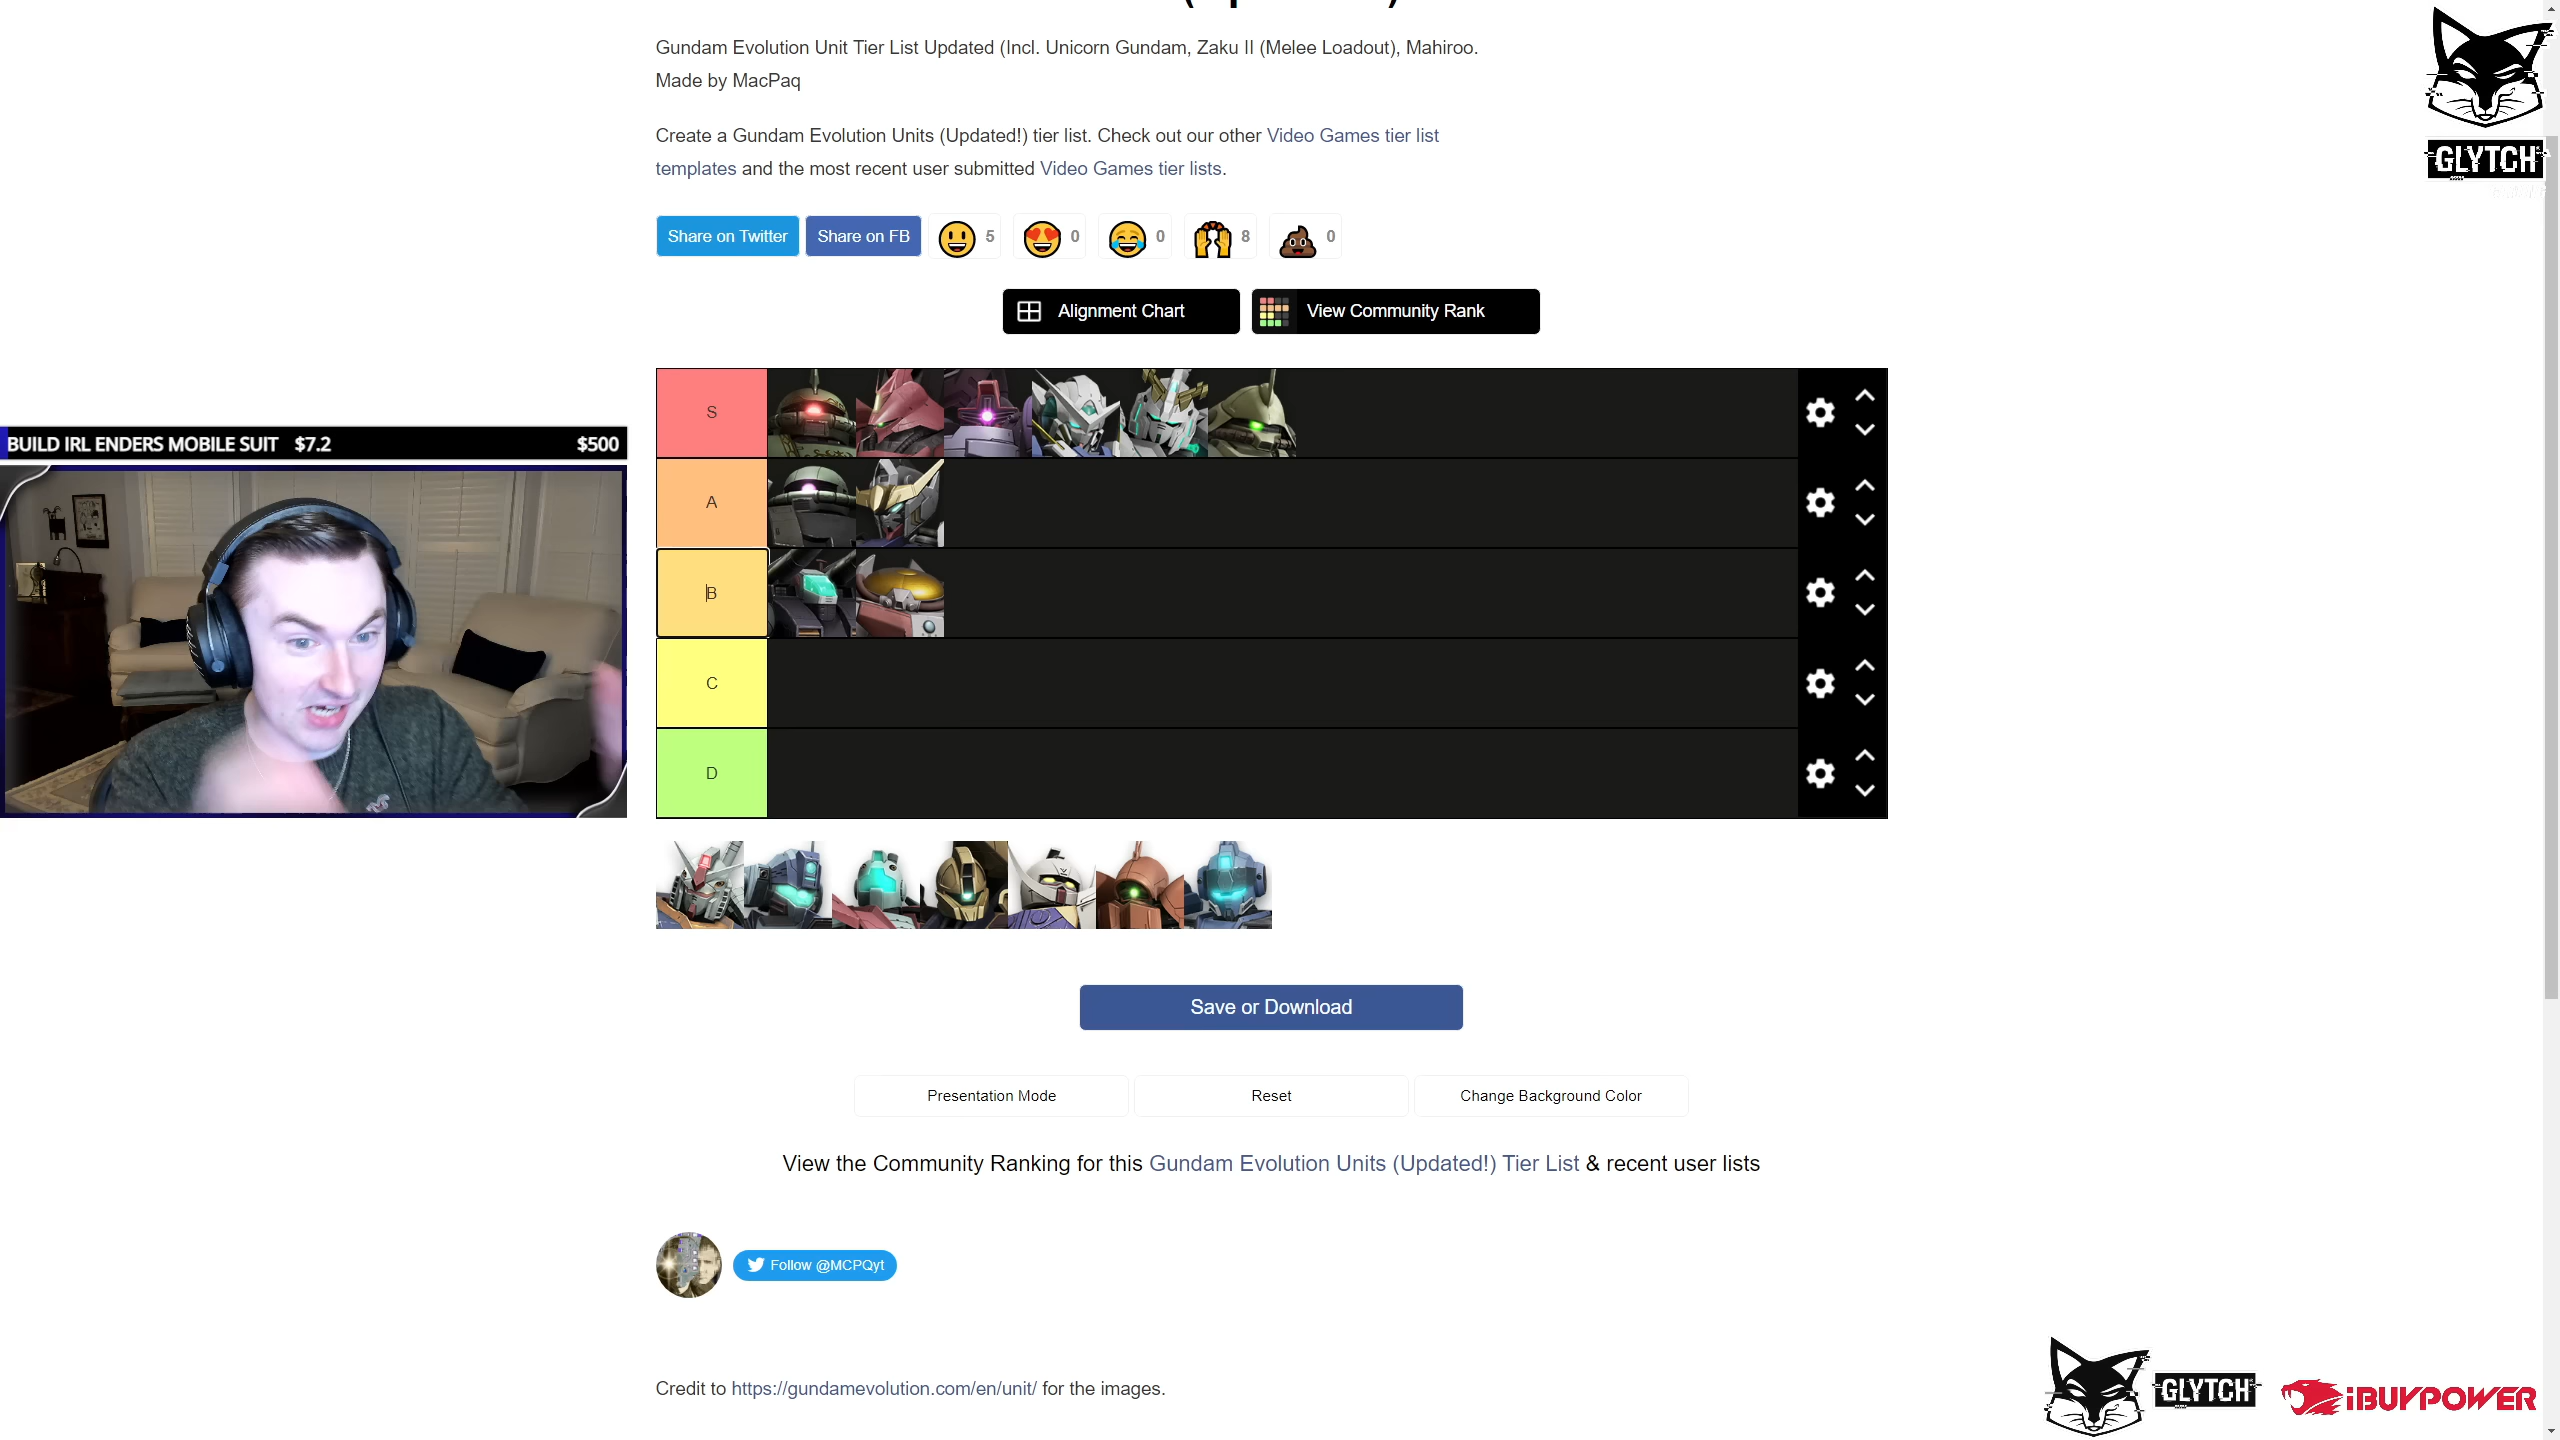 Gundam Evolution Unit Tier List Updated (Incl. Unicorn Gundam, Zaku II (Melee Loadout), Mahiroo.
Made by MacPaq
Create a Gundam Evolution Units (Updated!) tier list. Check out our other Video Games tier list
templates and the most recent user submitted Video Games tier lists.
Share on Twitter
Share on FB
5
0
0
8
0
Alignment Chart
View Community Rank
GLYTCH
BUILD IRL ENDERS MOBILE SUIT $7.2 $500
S
A
B
C
D
Save or Download
Presentation Mode
Reset
Change Background Color
View the Community Ranking for this Gundam Evolution Units (Updated!) Tier List & recent user lists
Follow @MCPQyt
Credit to https://gundamevolution.com/en/unit/ for the images.
GLYTCH
iBUYPOWER